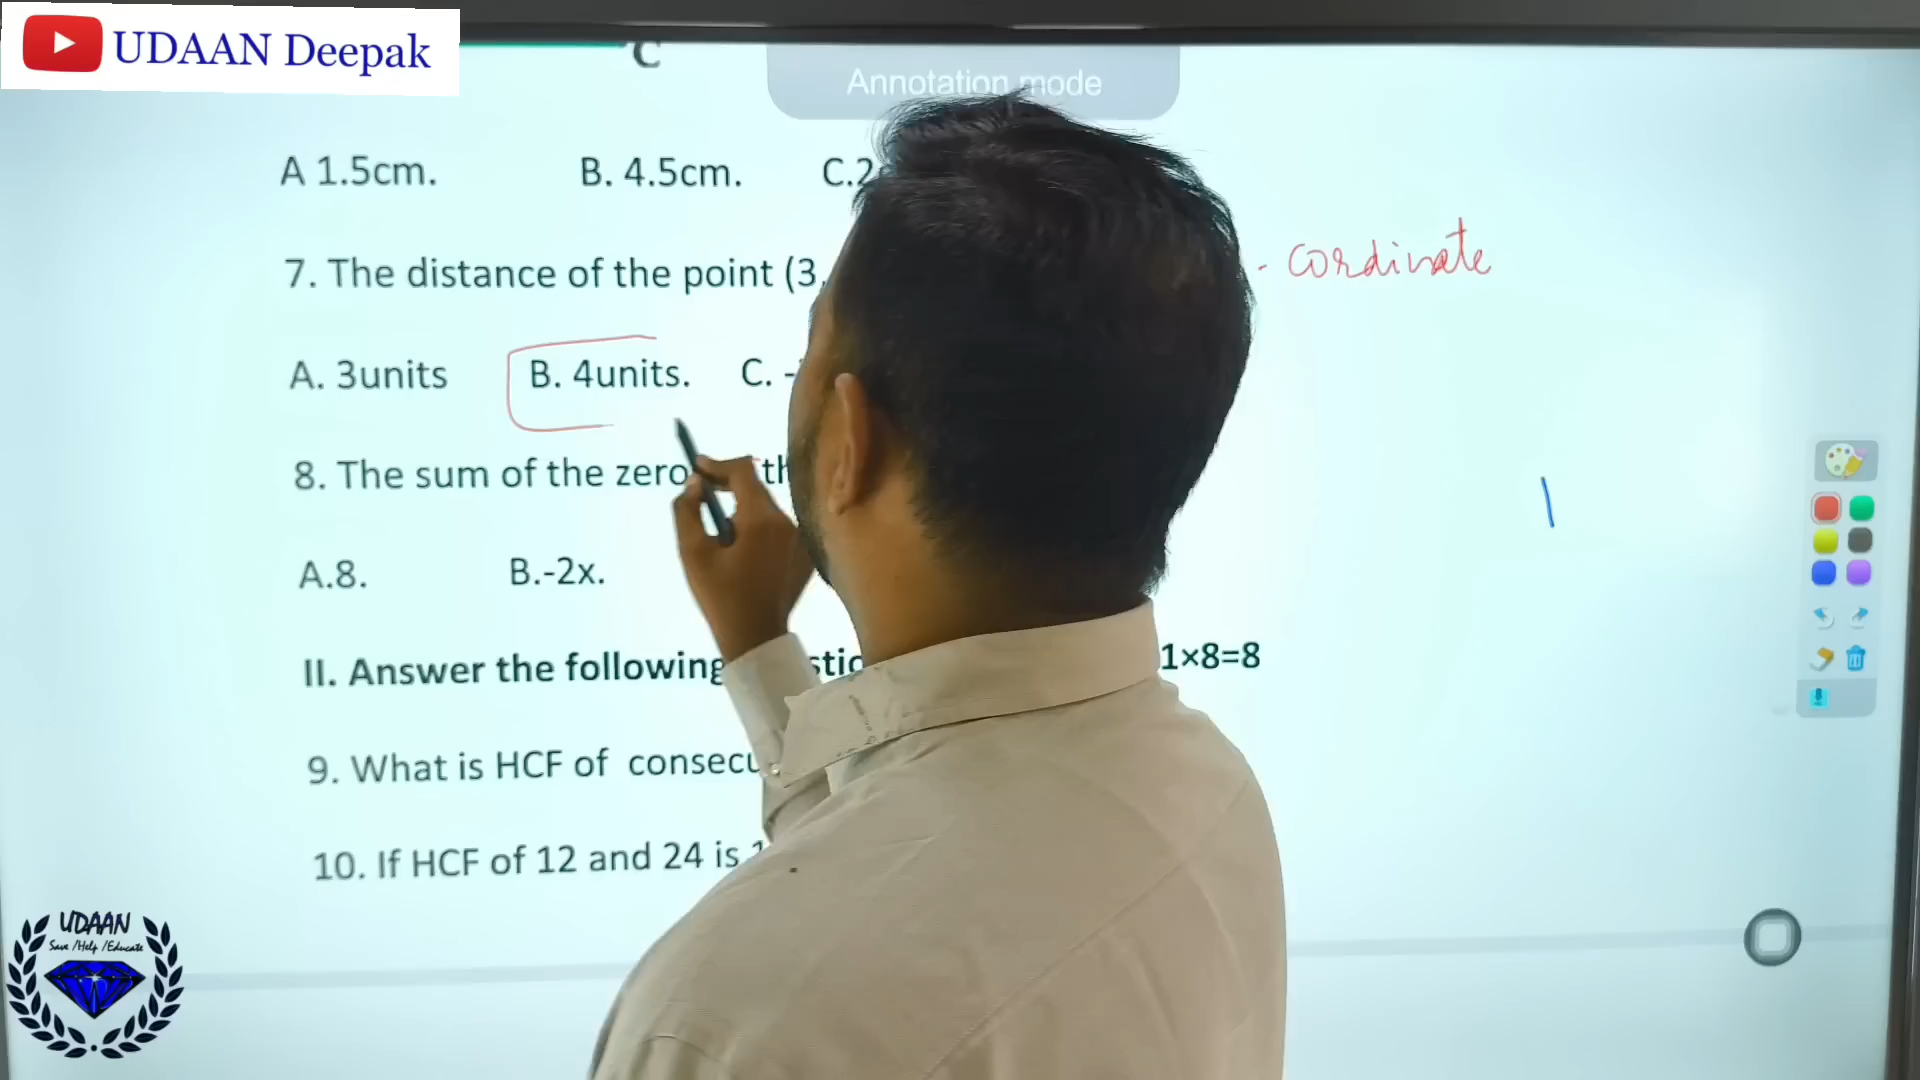 UDAAN Deepak
C
Annotation mode
A 1.5cm. B. 4.5cm. C.2
7. The distance of the point (3, - cordinate
A. 3units B. 4units. C. -
8. The sum of the zero th
A.8. B.-2x.
II. Answer the following 1×8=8
9. What is HCF of consecu
10. If HCF of 12 and 24 is
UDAAN
Save /Help /Educate